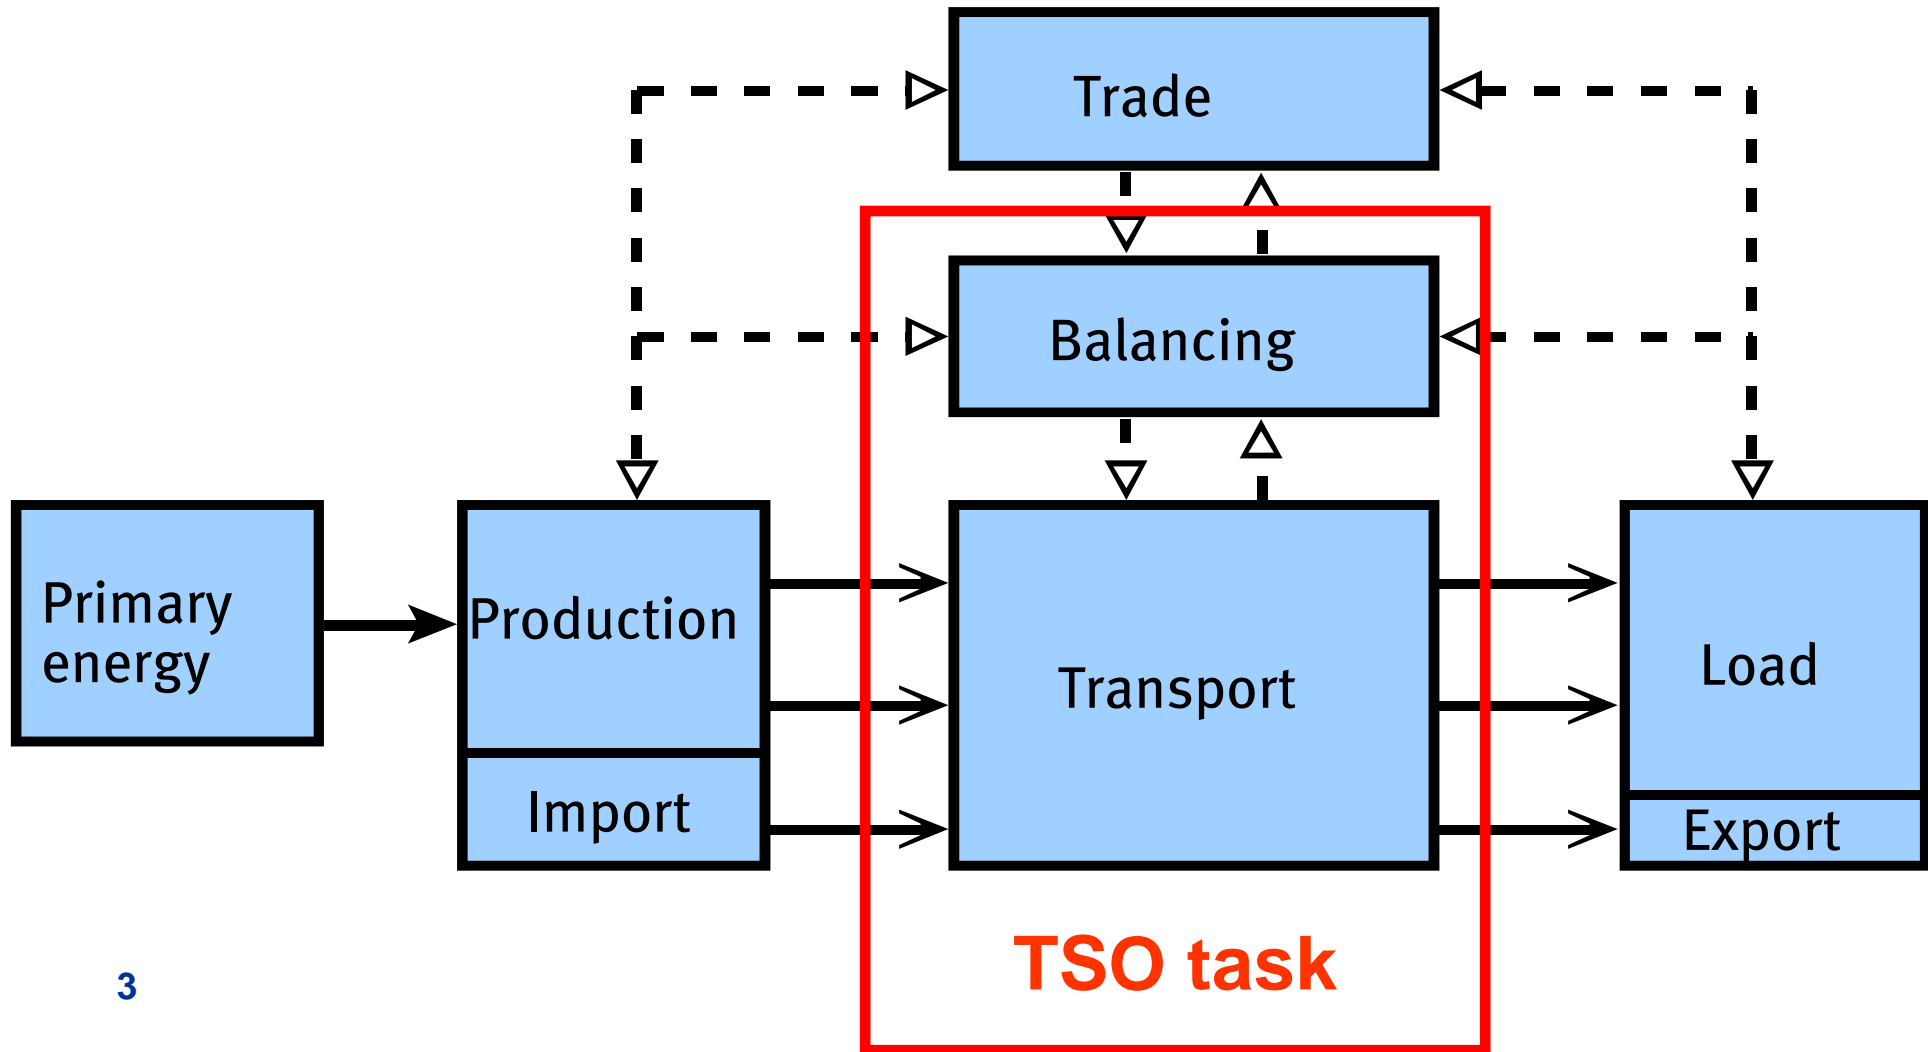 Trade
Balancing
Primary
energy
Production
Import
Transport
Load
Export
TSO task
3